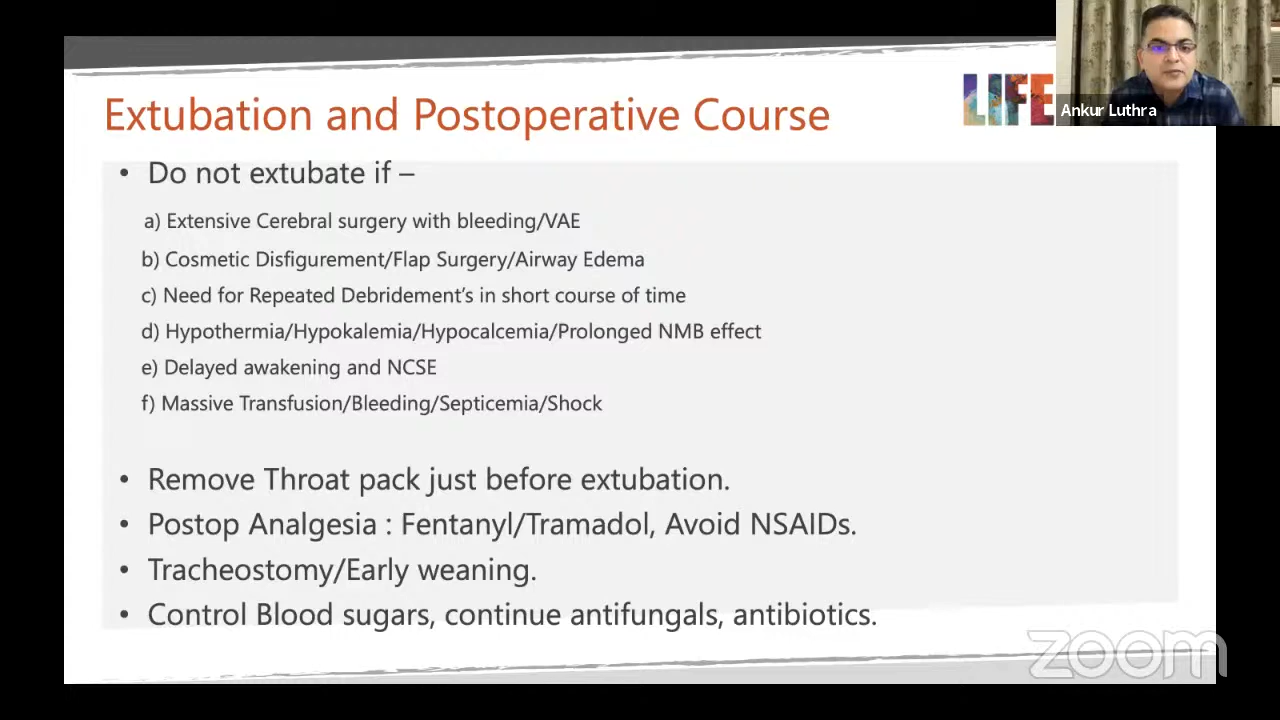 LIFE
Ankur Luthra
Extubation and Postoperative Course
• Do not extubate if –
a) Extensive Cerebral surgery with bleeding/VAE
b) Cosmetic Disfigurement/Flap Surgery/Airway Edema
c) Need for Repeated Debridement's in short course of time
d) Hypothermia/Hypokalemia/Hypocalcemia/Prolonged NMB effect
e) Delayed awakening and NCSE
f) Massive Transfusion/Bleeding/Septicemia/Shock
• Remove Throat pack just before extubation.
• Postop Analgesia : Fentanyl/Tramadol, Avoid NSAIDs.
• Tracheostomy/Early weaning.
• Control Blood sugars, continue antifungals, antibiotics.
zoom